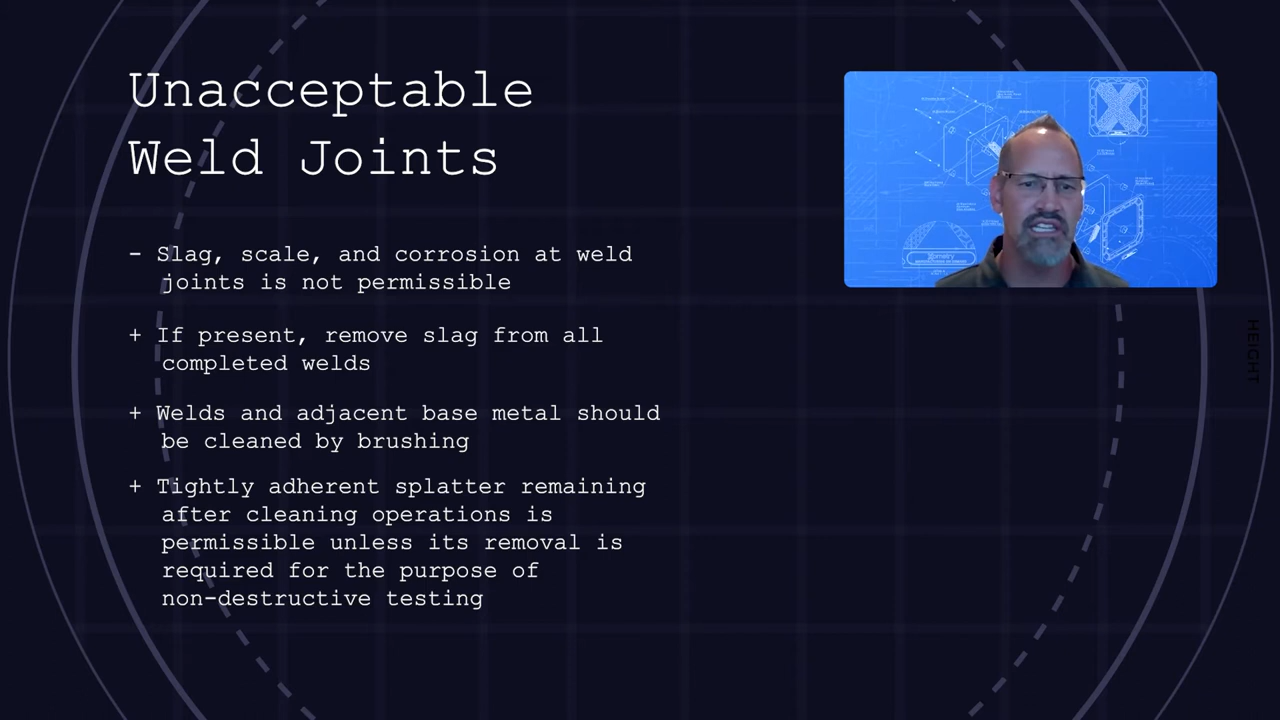 Unacceptable
Weld Joints
- Slag, scale, and corrosion at weld
joints is not permissible
+ If present, remove slag from all
completed welds
+ Welds and adjacent base metal should
be cleaned by brushing
+ Tightly adherent splatter remaining
after cleaning operations is
permissible unless its removal is
required for the purpose of
non-destructive testing
Xometry
HEIGHT